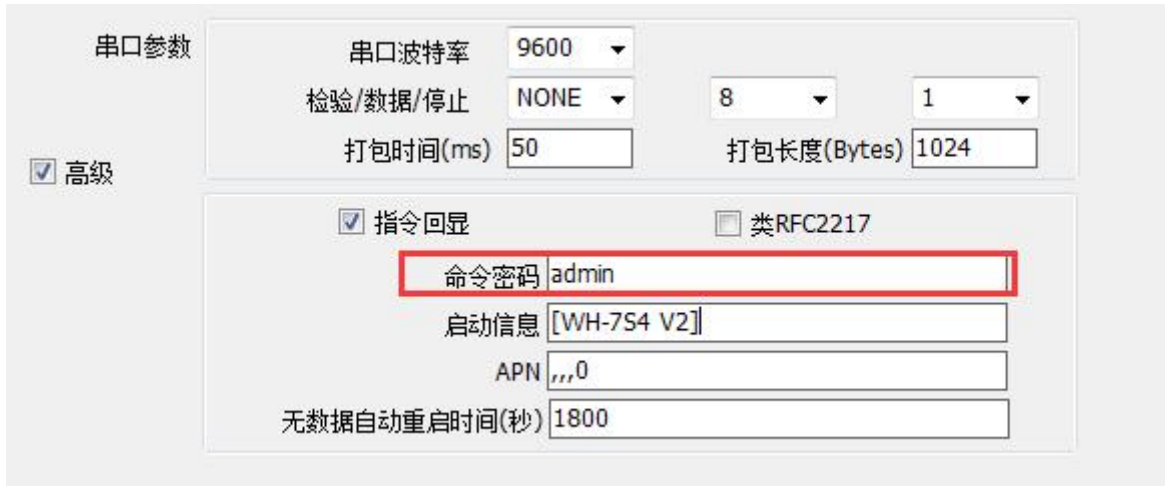 串口参数
串口波特率 9600
检验/数据/停止 NONE 8 1
打包时间(ms) 50 打包长度(Bytes) 1024
高级
指令回显 类RFC2217
命令密码 admin
启动信息 [WH-7S4 V2]
APN ,,,0
无数据自动重启时间(秒) 1800